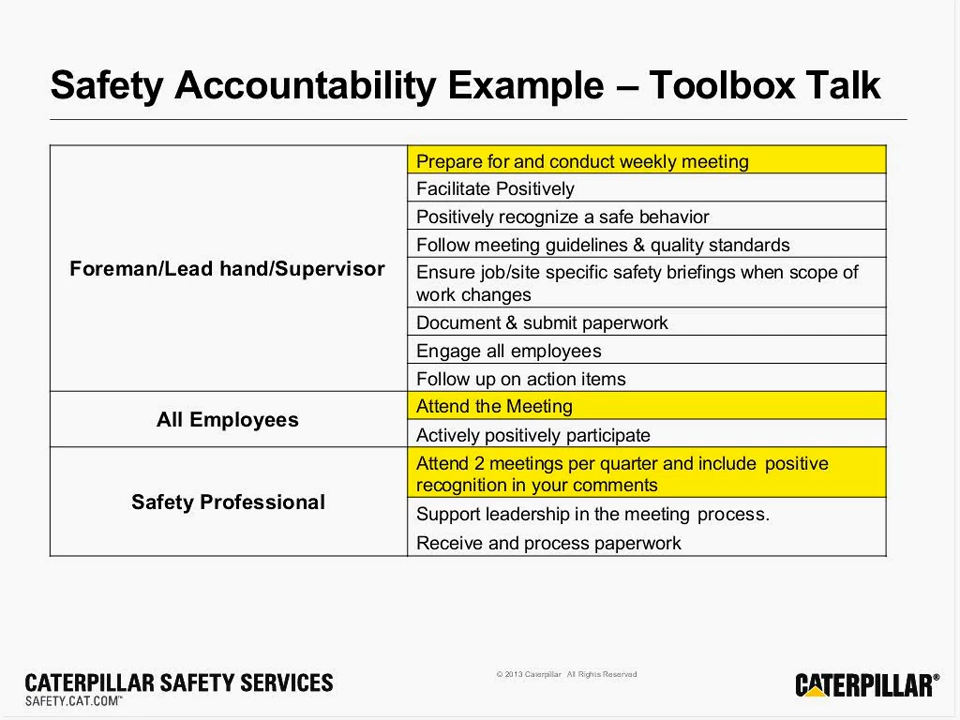 Safety Accountability Example – Toolbox Talk
Foreman/Lead hand/Supervisor
Prepare for and conduct weekly meeting
Facilitate Positively
Positively recognize a safe behavior
Follow meeting guidelines & quality standards
Ensure job/site specific safety briefings when scope of
work changes
Document & submit paperwork
Engage all employees
Follow up on action items
All Employees
Attend the Meeting
Actively positively participate
Safety Professional
Attend 2 meetings per quarter and include positive
recognition in your comments
Support leadership in the meeting process.
Receive and process paperwork
CATERPILLAR SAFETY SERVICES
SAFETY.CAT.COM™
© 2013 Caterpillar All Rights Reserved
CATERPILLAR®